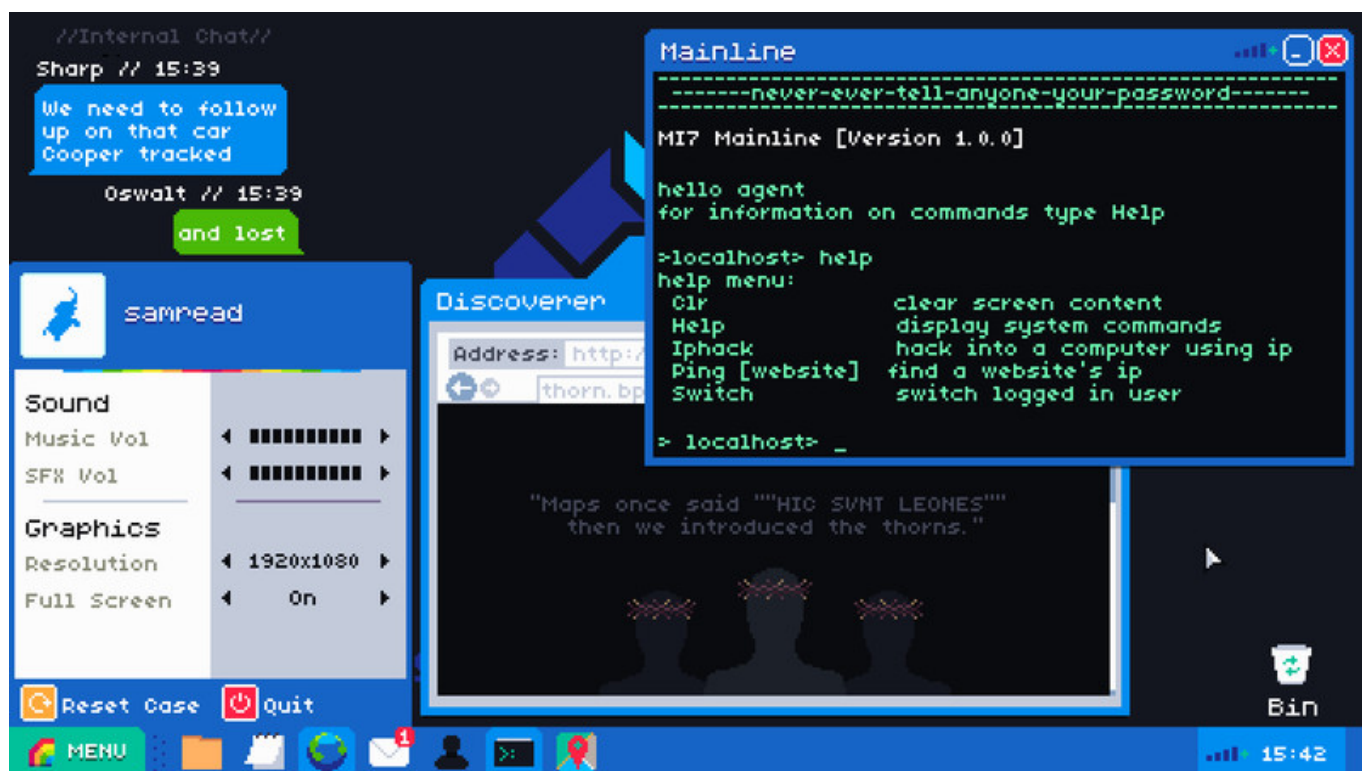 //Internal Chat//
Sharp // 15:39
We need to follow
up on that car
Cooper tracked
Oswalt // 15:39
and lost
samread
Sound
Music Vol
SFX Vol
Graphics
Resolution 1920x1080
Full Screen On
Reset Case Quit
Discoverer
Address: http:/
thorn.bp
"Maps once said ""HIC SVNT LEONES""
then we introduced the thorns."
Mainline
-------never-ever-tell-anyone-your-password-------
MI7 Mainline [Version 1.0.0]
hello agent
for information on commands type Help
>localhost> help
help menu:
Clr clear screen content
Help display system commands
Iphack hack into a computer using ip
Ping [website] find a website's ip
Switch switch logged in user
> localhost> _
Bin
MENU
1
15:42